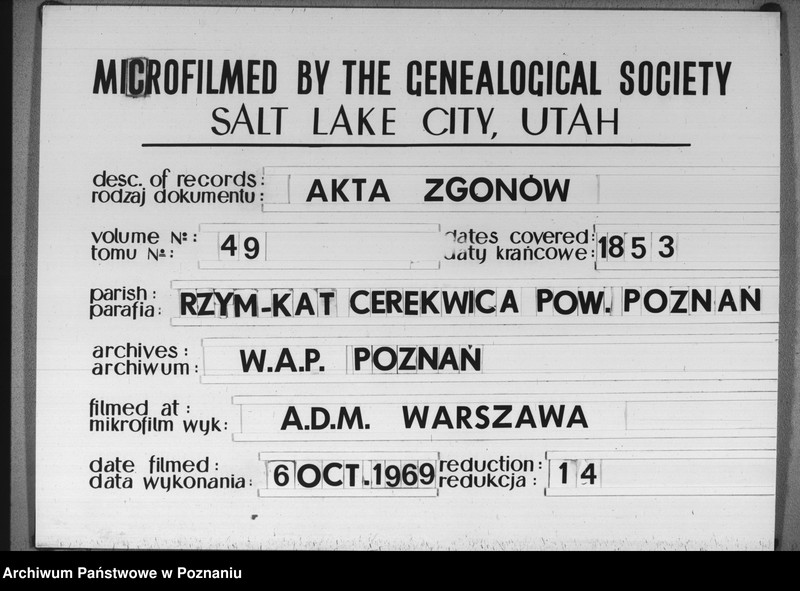 MICROFILMED BY THE GENEALOGICAL SOCIETY
SALT LAKE CITY, UTAH
desc. of records:
rodzaj dokumentu:
AKTA ZGONÓW
volume №:
tomu №:
49
dates covered:
daty krańcowe:
1853
parish:
parafia:
RZYM-KAT CEREKWICA POW. POZNAŃ
archives:
archiwum:
W.A.P. POZNAŃ
filmed at:
mikrofilm wyk:
A.D.M. WARSZAWA
date filmed:
data wykonania:
6 OCT. 1969
reduction:
redukcja:
14
Archiwum Państwowe w Poznaniu